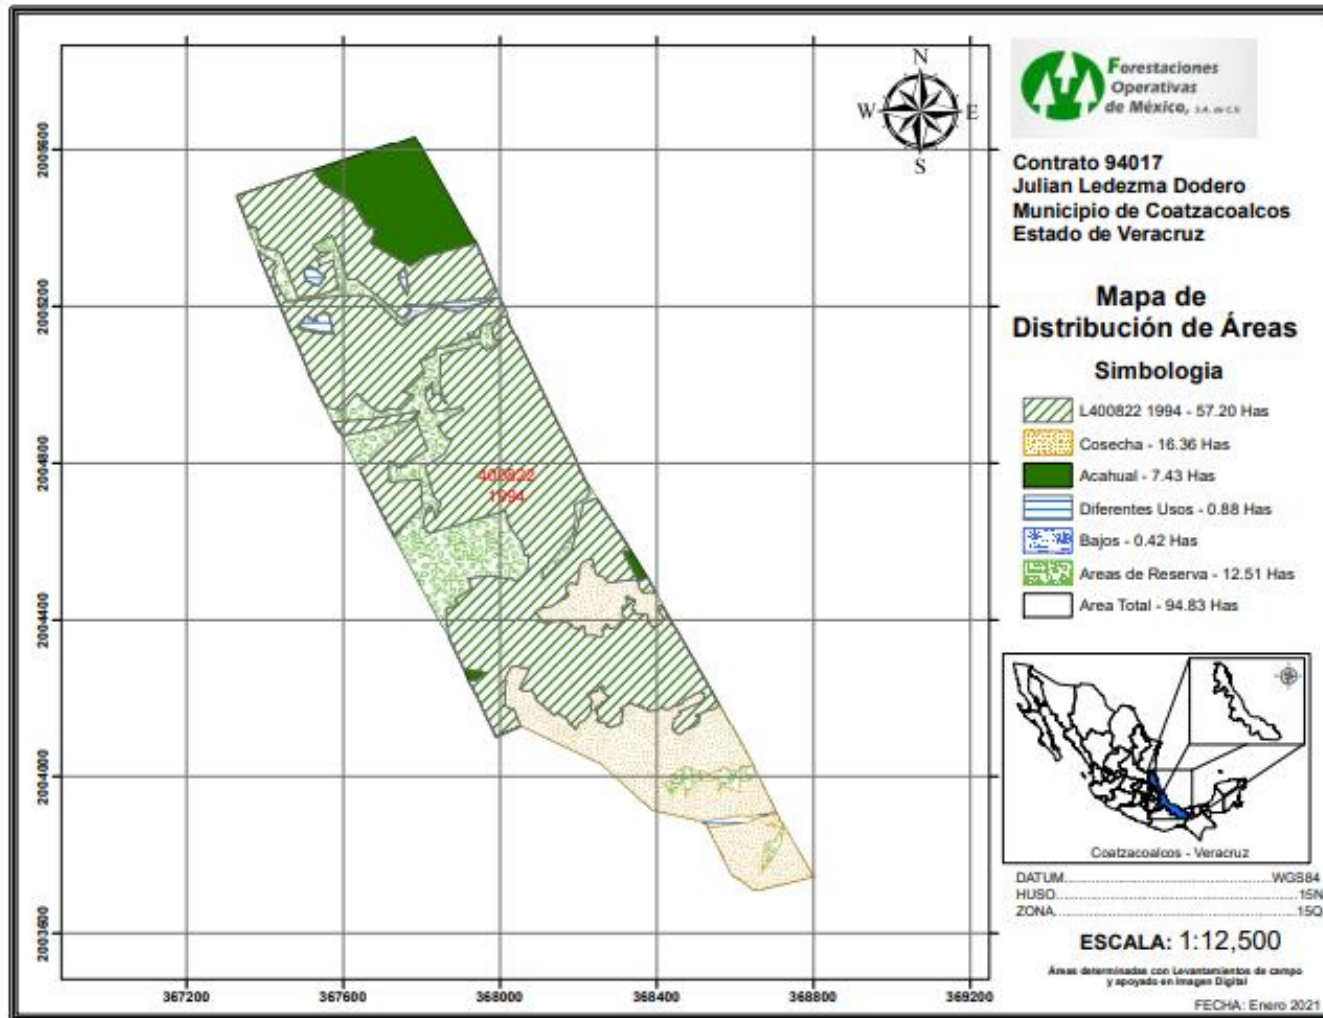 N
W
E
S
2005600
2005200
2004800
2004400
2004000
2003600
400822
1994
367200
367600
368000
368400
368800
369200
Forestaciones
Operativas
de México, S.A. de C.V.
Contrato 94017
Julian Ledezma Dodero
Municipio de Coatzacoalcos
Estado de Veracruz
Mapa de
Distribución de Áreas
Simbologia
L400822 1994 - 57.20 Has
Cosecha - 16.36 Has
Acahual - 7.43 Has
Diferentes Usos - 0.88 Has
Bajos - 0.42 Has
Areas de Reserva - 12.51 Has
Area Total - 94.83 Has
Coatzacoalcos - Veracruz
DATUM WGS84
HUSO 15N
ZONA 15Q
ESCALA: 1:12,500
Áreas determinadas con Levantamientos de campo
y apoyado en Imagen Digital
FECHA: Enero 2021